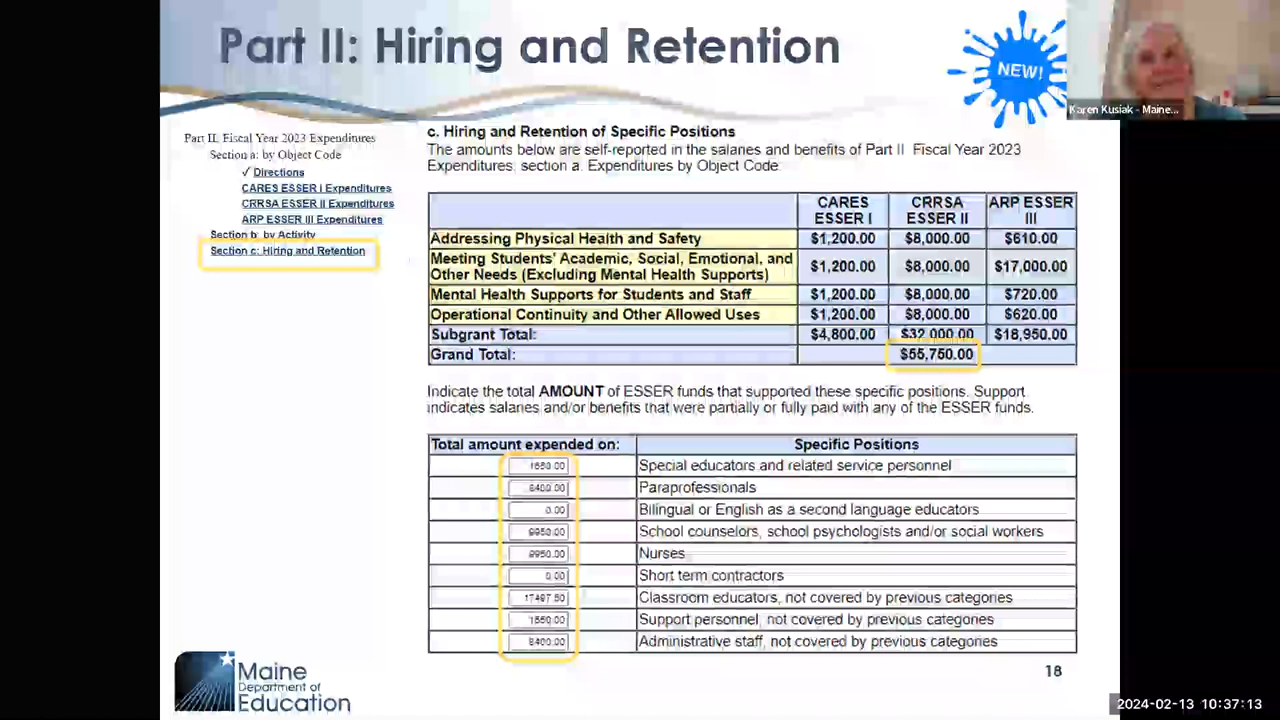 Part II: Hiring and Retention
NEW!
Karen Kusiak - Maine...
Part II, Fiscal Year 2023 Expenditures
Section a: by Object Code
✓ Directions
CARES ESSER I Expenditures
CRRSA ESSER II Expenditures
ARP ESSER III Expenditures
Section b: by Activity
Section c: Hiring and Retention
c. Hiring and Retention of Specific Positions
The amounts below are self-reported in the salaries and benefits of Part II Fiscal Year 2023
Expenditures: section a. Expenditures by Object Code
CARES ESSER I CRRSA ESSER II ARP ESSER III
Addressing Physical Health and Safety $1,200.00 $8,000.00 $610.00
Meeting Students' Academic, Social, Emotional, and
Other Needs (Excluding Mental Health Supports) $1,200.00 $8,000.00 $17,000.00
Mental Health Supports for Students and Staff $1,200.00 $8,000.00 $720.00
Operational Continuity and Other Allowed Uses $1,200.00 $8,000.00 $620.00
Subgrant Total: $4,800.00 $32,000.00 $18,950.00
Grand Total: $55,750.00
Indicate the total AMOUNT of ESSER funds that supported these specific positions. Support
indicates salaries and/or benefits that were partially or fully paid with any of the ESSER funds.
Total amount expended on: Specific Positions
Special educators and related service personnel
Paraprofessionals
0.00 Bilingual or English as a second language educators
9950.00 School counselors, school psychologists and/or social workers
9950.00 Nurses
0.00 Short term contractors
17497.50 Classroom educators, not covered by previous categories
Support personnel, not covered by previous categories
Administrative staff, not covered by previous categories
Maine
Department of
Education
18
2024-02-13 10:37:13